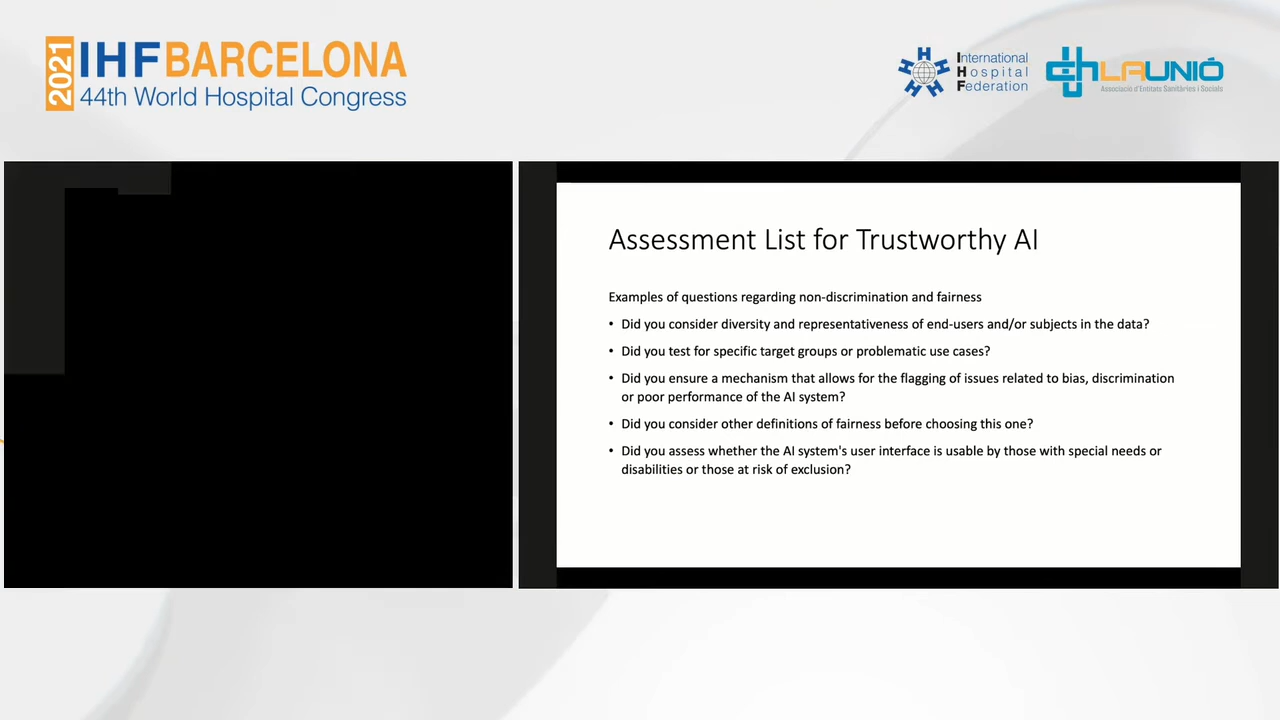 2021
IHF BARCELONA
44th World Hospital Congress
International
Hospital
Federation
LAUNIÓ
Associació d'Entitats Sanitàries i Socials
Assessment List for Trustworthy AI
Examples of questions regarding non-discrimination and fairness
• Did you consider diversity and representativeness of end-users and/or subjects in the data?
• Did you test for specific target groups or problematic use cases?
• Did you ensure a mechanism that allows for the flagging of issues related to bias, discrimination
or poor performance of the AI system?
• Did you consider other definitions of fairness before choosing this one?
• Did you assess whether the AI system's user interface is usable by those with special needs or
disabilities or those at risk of exclusion?